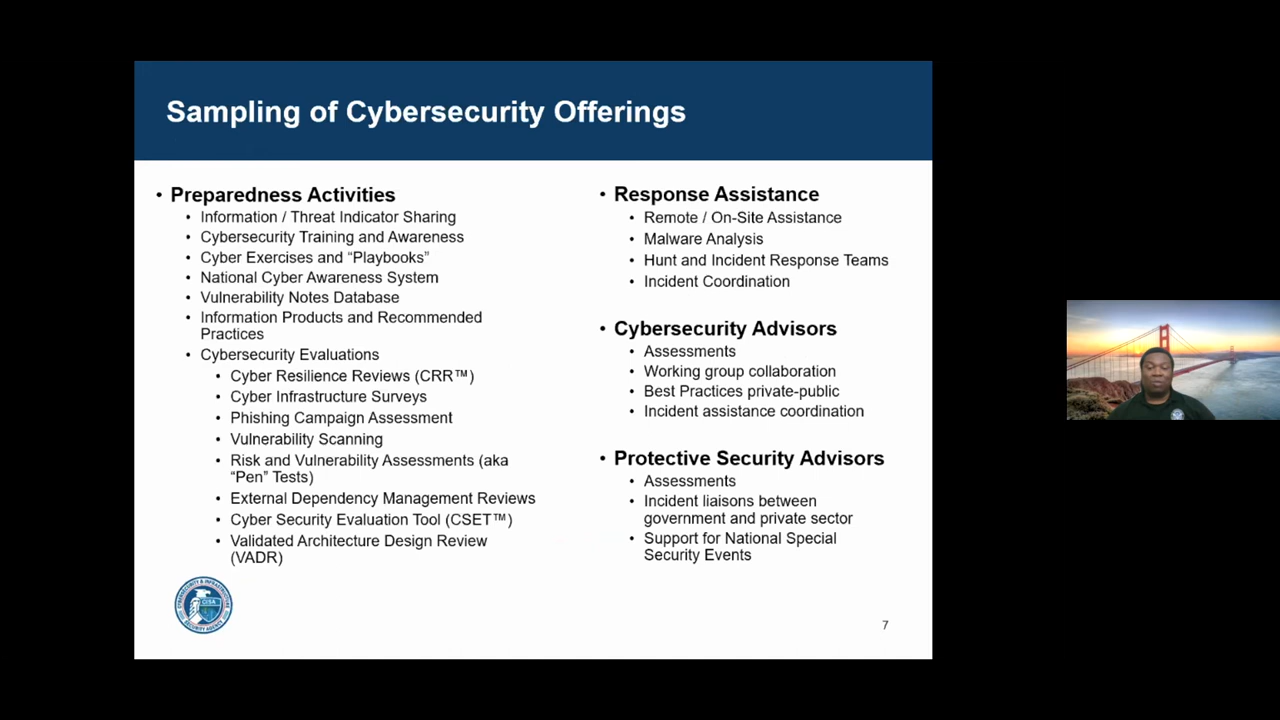 Sampling of Cybersecurity Offerings
• Preparedness Activities
• Information / Threat Indicator Sharing
• Cybersecurity Training and Awareness
• Cyber Exercises and “Playbooks”
• National Cyber Awareness System
• Vulnerability Notes Database
• Information Products and Recommended
Practices
• Cybersecurity Evaluations
• Cyber Resilience Reviews (CRR™)
• Cyber Infrastructure Surveys
• Phishing Campaign Assessment
• Vulnerability Scanning
• Risk and Vulnerability Assessments (aka
“Pen” Tests)
• External Dependency Management Reviews
• Cyber Security Evaluation Tool (CSET™)
• Validated Architecture Design Review
(VADR)
• Response Assistance
• Remote / On-Site Assistance
• Malware Analysis
• Hunt and Incident Response Teams
• Incident Coordination
• Cybersecurity Advisors
• Assessments
• Working group collaboration
• Best Practices private-public
• Incident assistance coordination
• Protective Security Advisors
• Assessments
• Incident liaisons between
government and private sector
• Support for National Special
Security Events
CYBERSECURITY & INFRASTRUCTURE
CISA
SECURITY AGENCY
7